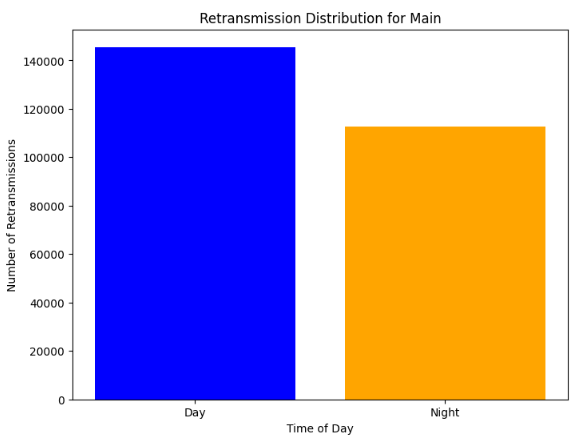 Retransmission Distribution for Main
Number of Retransmissions
140000
120000
100000
80000
60000
40000
20000
0
Day
Night
Time of Day